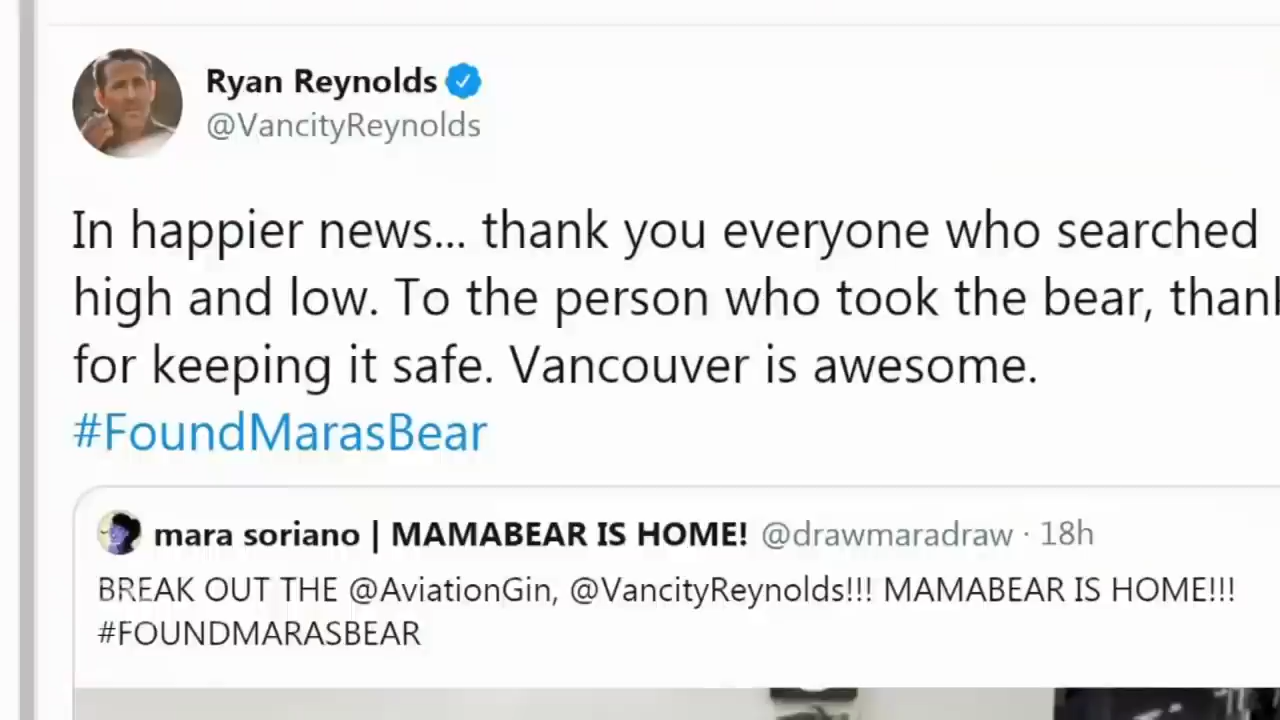 Ryan Reynolds
@VancityReynolds
In happier news... thank you everyone who searched
high and low. To the person who took the bear, thank
for keeping it safe. Vancouver is awesome.
#FoundMarasBear
mara soriano | MAMABEAR IS HOME! @drawmaradraw · 18h
BREAK OUT THE @AviationGin, @VancityReynolds!!! MAMABEAR IS HOME!!!
#FOUNDMARASBEAR